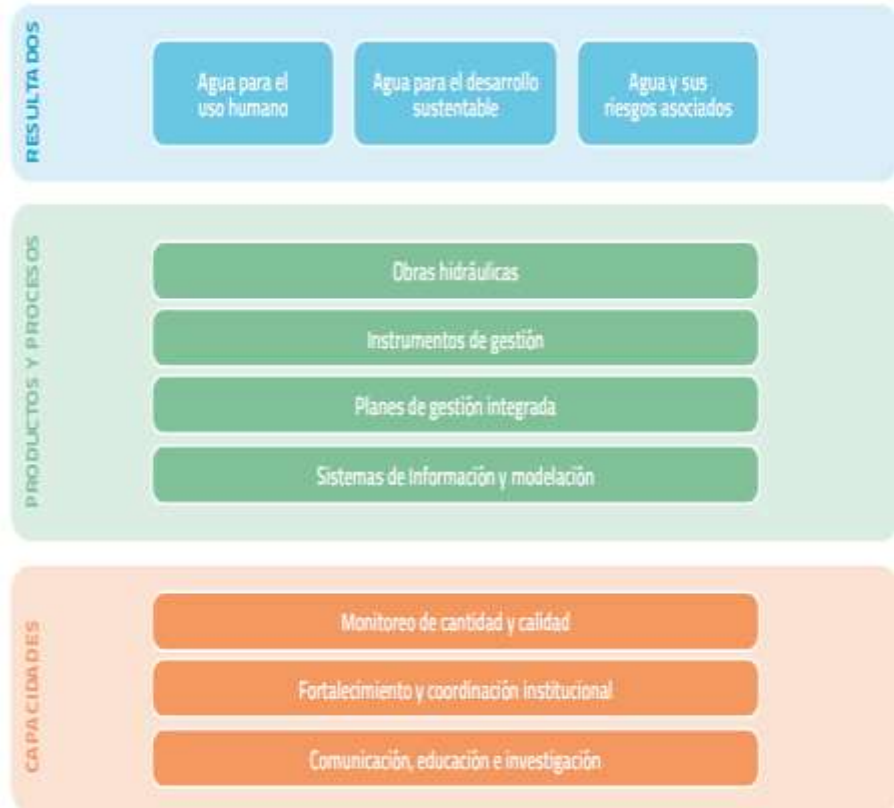 RESULTADOS
Agua para el
uso humano
Agua para el desarrollo
sustentable
Agua y sus
riesgos asociados
PRODUCTOS Y PROCESOS
Obras hidráulicas
Instrumentos de gestión
Planes de gestión integrada
Sistemas de Información y modelación
CAPACIDADES
Monitoreo de cantidad y calidad
Fortalecimiento y coordinación institucional
Comunicación, educación e investigación